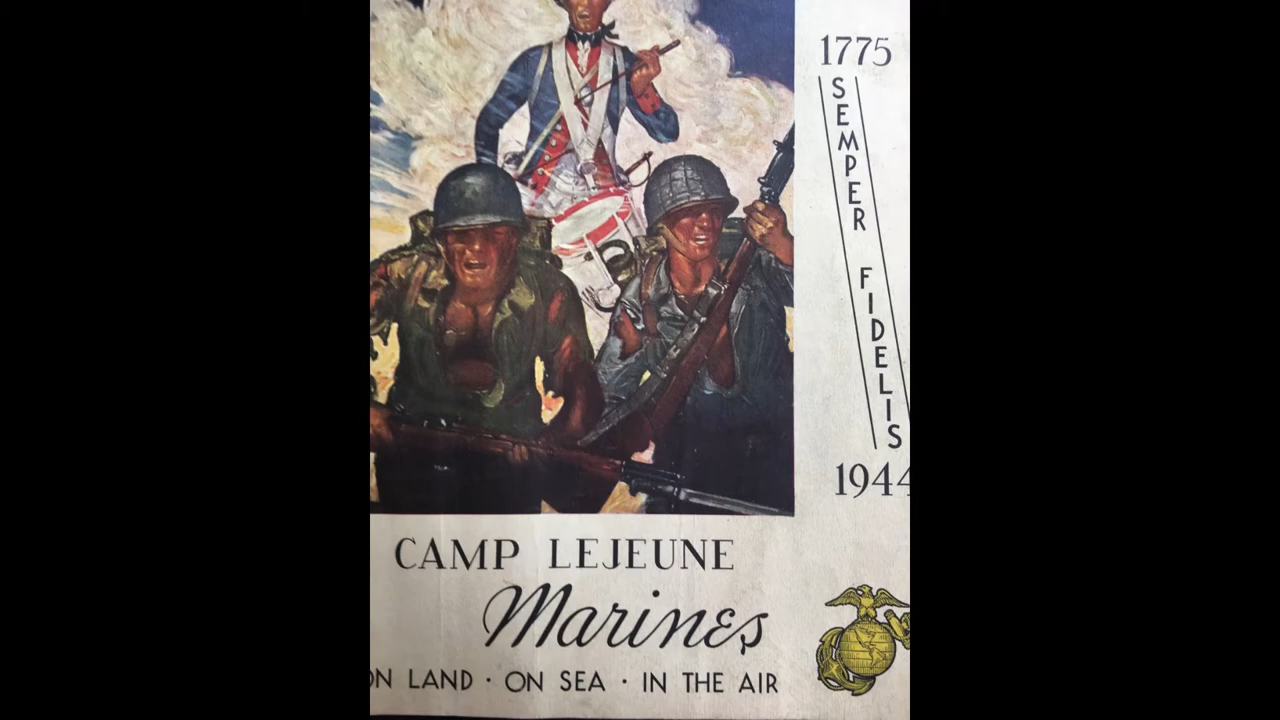 1775
SEMPER FIDELIS
1944
CAMP LEJEUNE
Marines
ON LAND · ON SEA · IN THE AIR